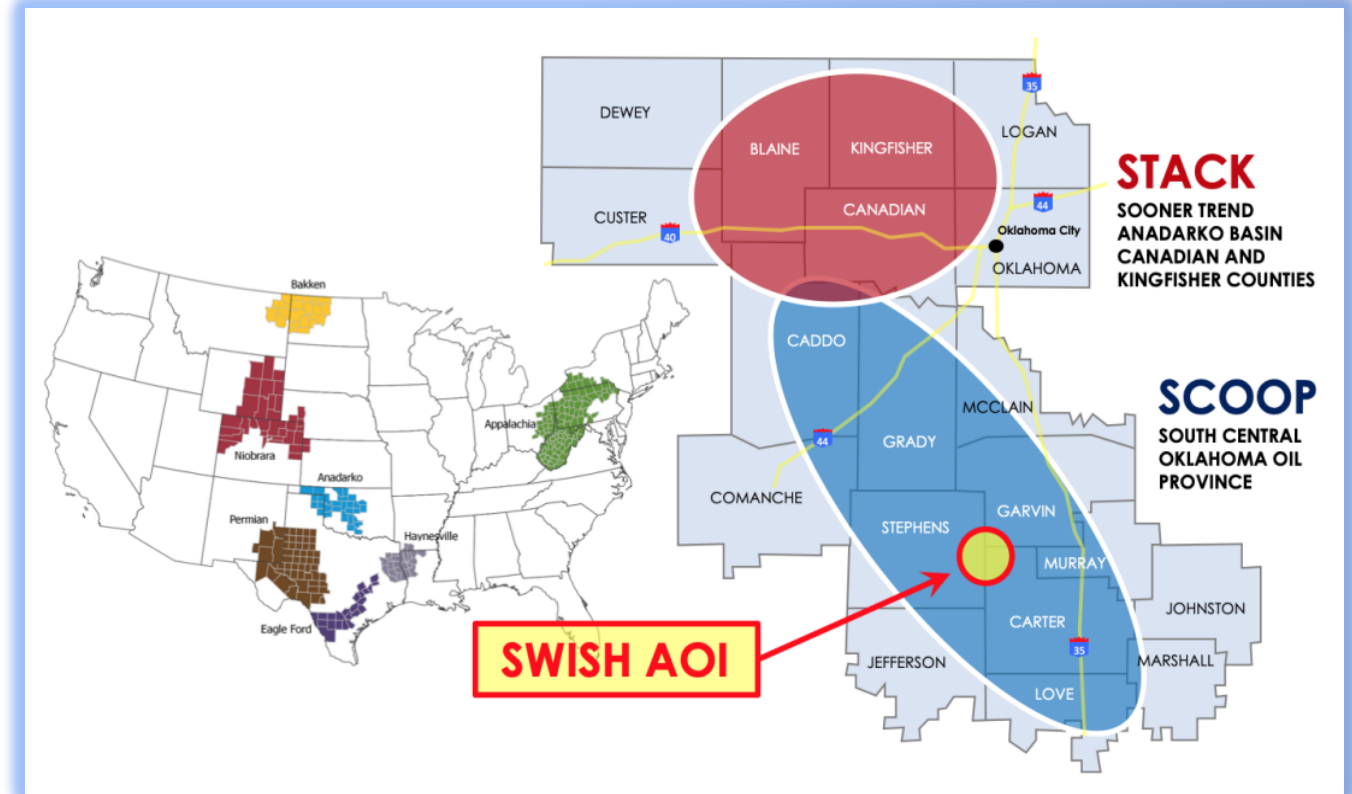 Bakken
Niobrara
Appalachia
Anadarko
Permian
Haynesville
Eagle Ford
DEWEY
BLAINE
KINGFISHER
LOGAN
35
CUSTER
CANADIAN
44
40
Oklahoma City
OKLAHOMA
CADDO
MCCLAIN
44
GRADY
COMANCHE
STEPHENS
GARVIN
MURRAY
CARTER
JOHNSTON
35
JEFFERSON
MARSHALL
LOVE
STACK
SOONER TREND
ANADARKO BASIN
CANADIAN AND
KINGFISHER COUNTIES
SCOOP
SOUTH CENTRAL
OKLAHOMA OIL
PROVINCE
SWISH AOI